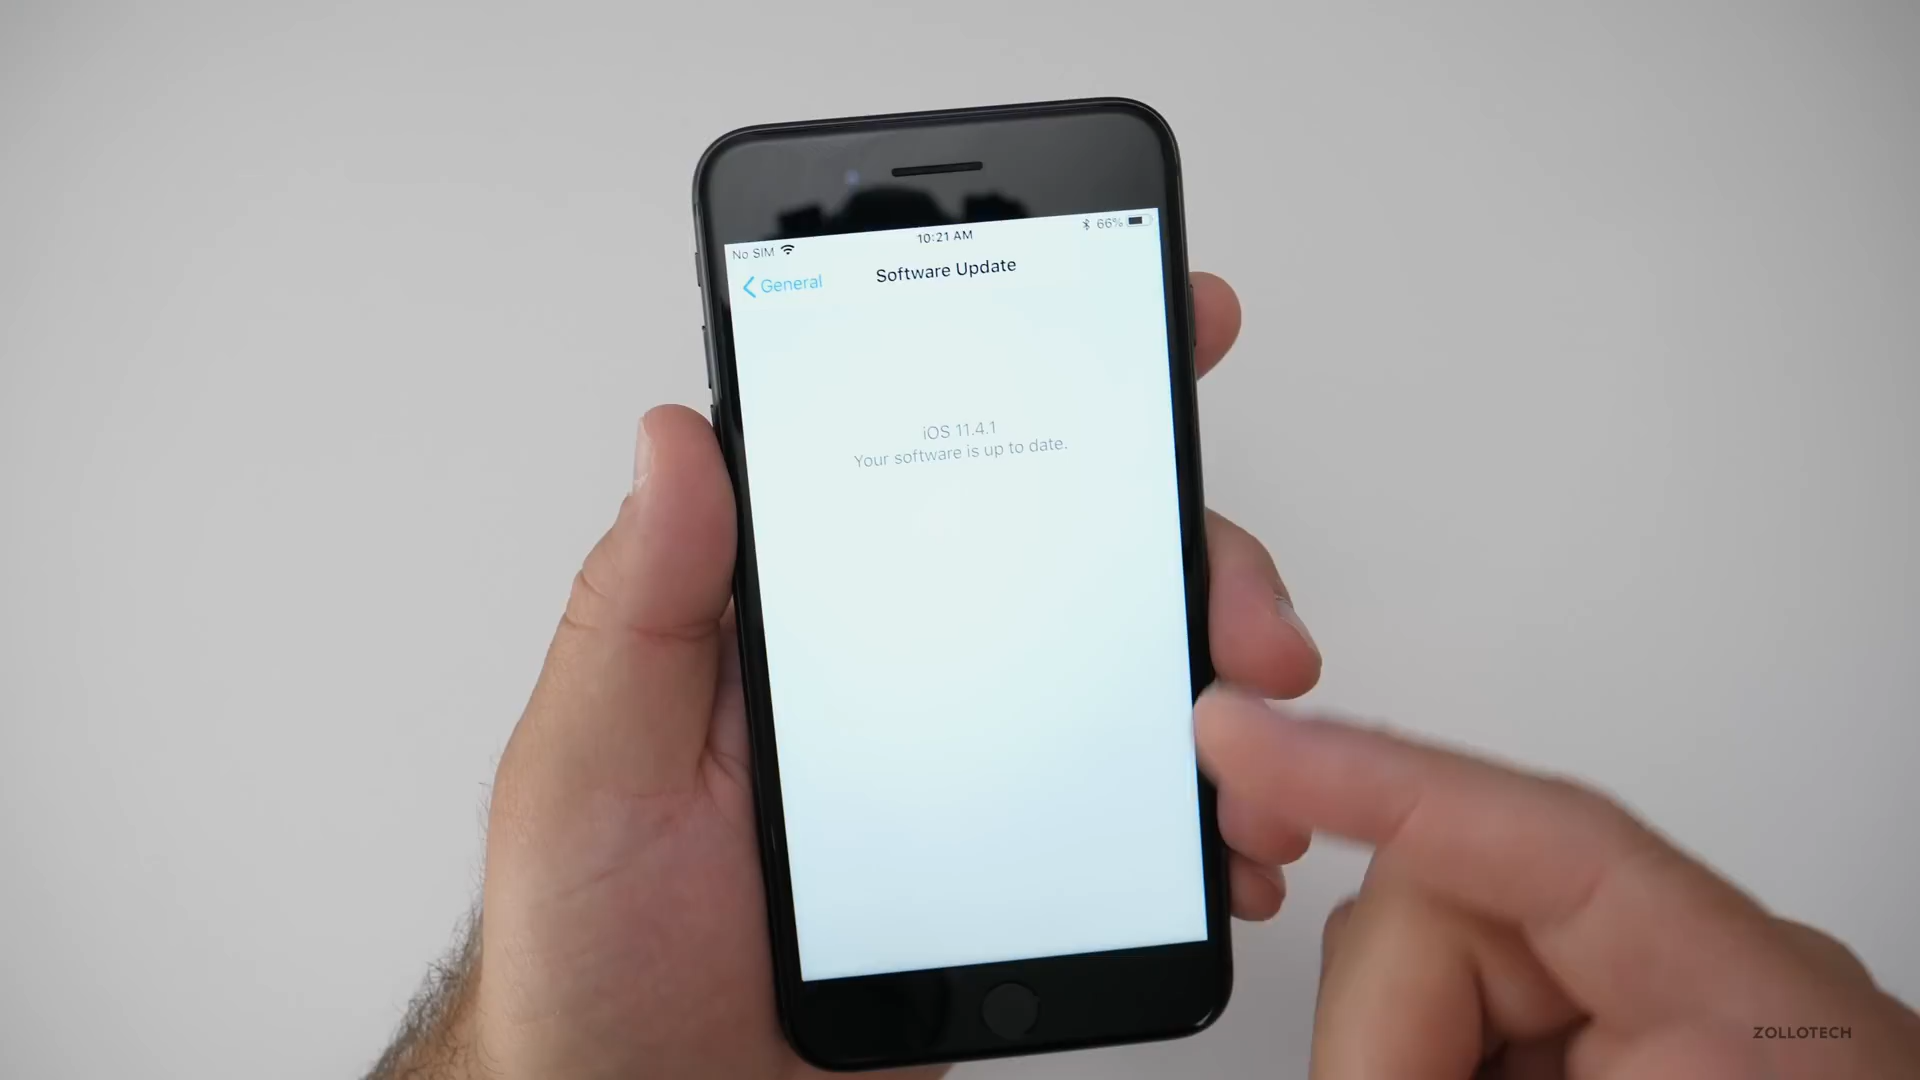 No SIM 10:21 AM 66%
General Software Update
iOS 11.4.1
Your software is up to date.
ZOLLOTECH